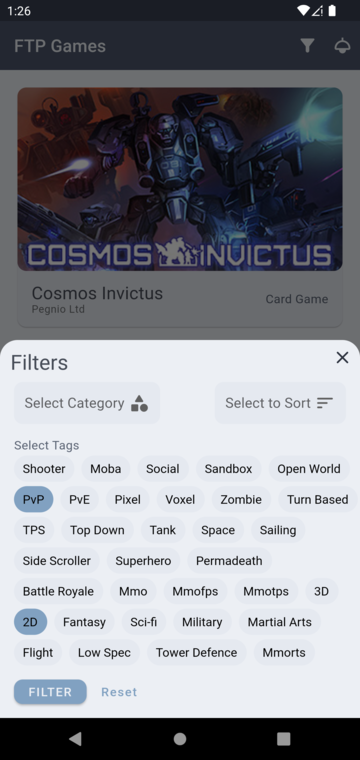 1:26
FTP Games
COSMOS INVICTUS
Cosmos Invictus
Pegnio Ltd
Card Game
Filters
Select Category
Select to Sort
Select Tags
Shooter Moba Social Sandbox Open World
PvP PvE Pixel Voxel Zombie Turn Based
TPS Top Down Tank Space Sailing
Side Scroller Superhero Permadeath
Battle Royale Mmo Mmofps Mmotps 3D
2D Fantasy Sci-fi Military Martial Arts
Flight Low Spec Tower Defence Mmorts
FILTER Reset